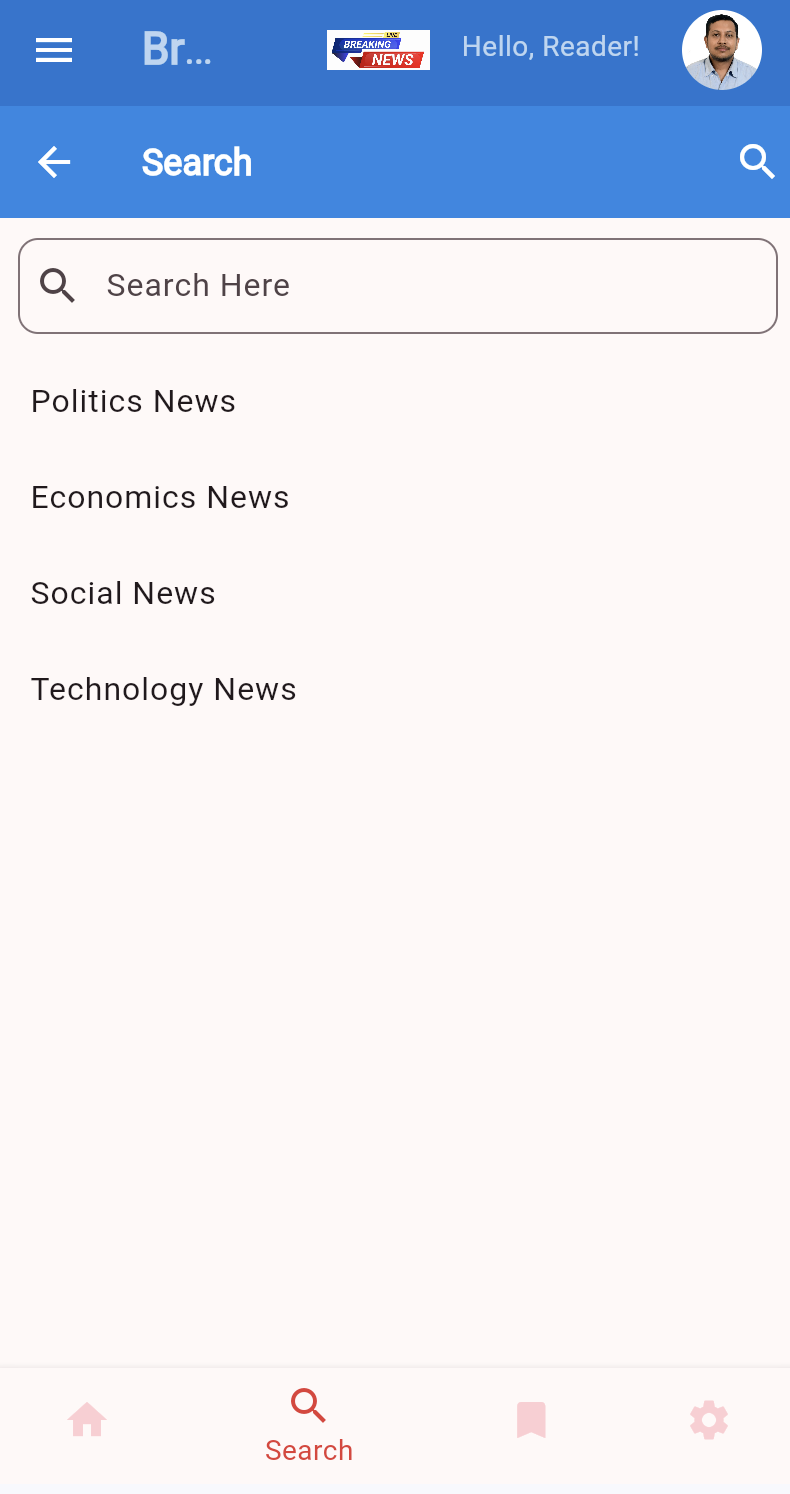 Br...
LIVE
BREAKING
NEWS
Hello, Reader!
Search
Search Here
Politics News
Economics News
Social News
Technology News
Search